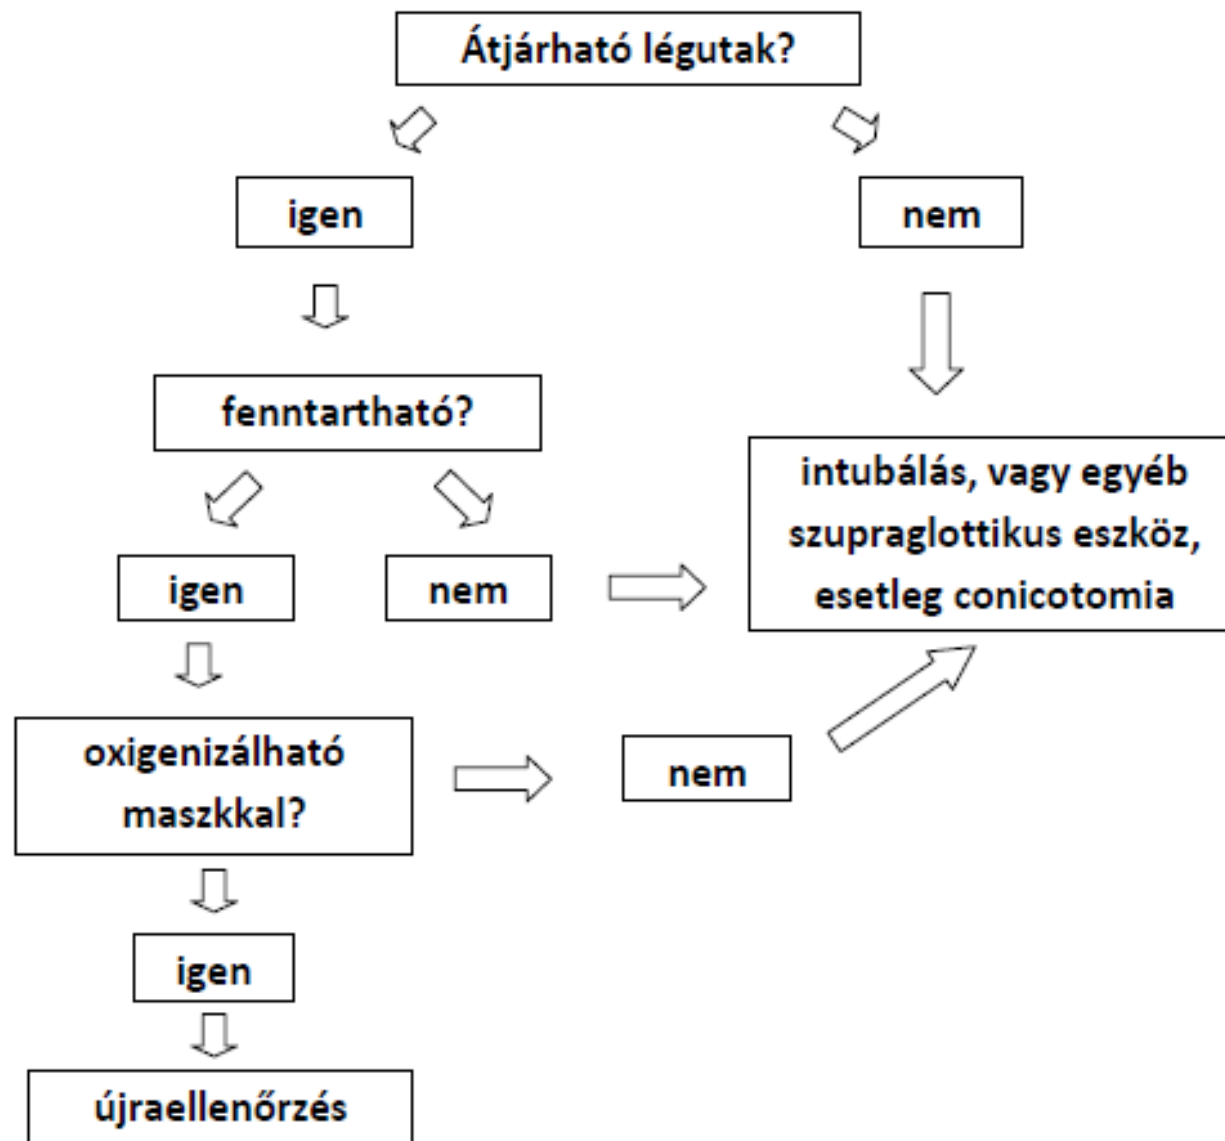 Átjárható légutak?
igen
nem
fenntartható?
igen
nem
intubálás, vagy egyéb
szupraglottikus eszköz,
esetleg conicotomia
oxigenizálható
maszkkal?
nem
igen
újraellenőrzés